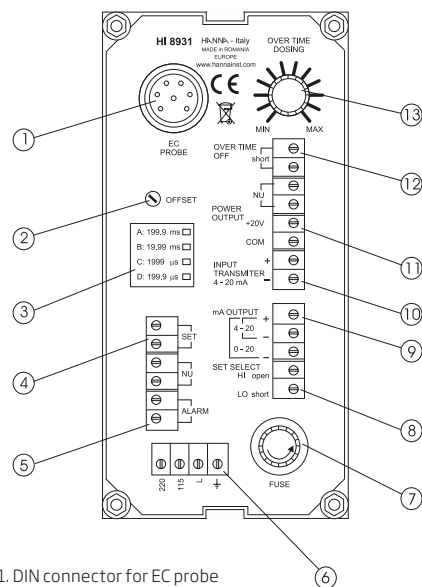 HI 8931 HANNA - Italy
MADE in ROMANIA
EUROPE
www.hannainst.com
OVER TIME
DOSING
MIN MAX
EC
PROBE
OVER TIME
OFF
short
NU
OFFSET
POWER
OUTPUT
+20V
COM
A: 199,9 ms
B: 19,99 ms
C: 1999 µs
D: 199,9 µs
INPUT
TRANSMITER
4 - 20 mA
+
-
mA OUTPUT
4 - 20
+
-
0 - 20
-
SET SELECT
HI open
LO short
SET
NU
ALARM
220
115
L
FUSE
1
2
3
4
5
6
7
8
9
10
11
12
13
1. DIN connector for EC probe